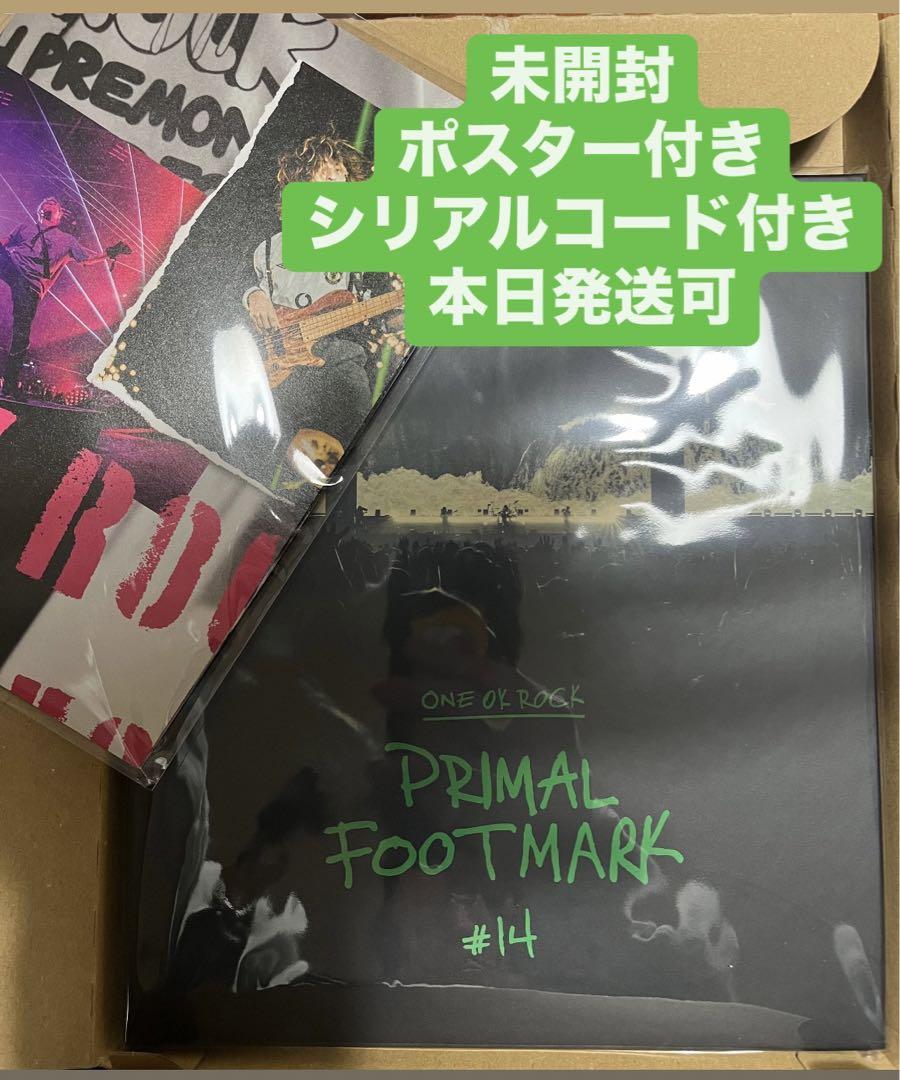 PREMON
未開封
ポスター付き
シリアルコード付き
本日発送可
ONE OK ROCK
PRIMAL
FOOTMARK
#14